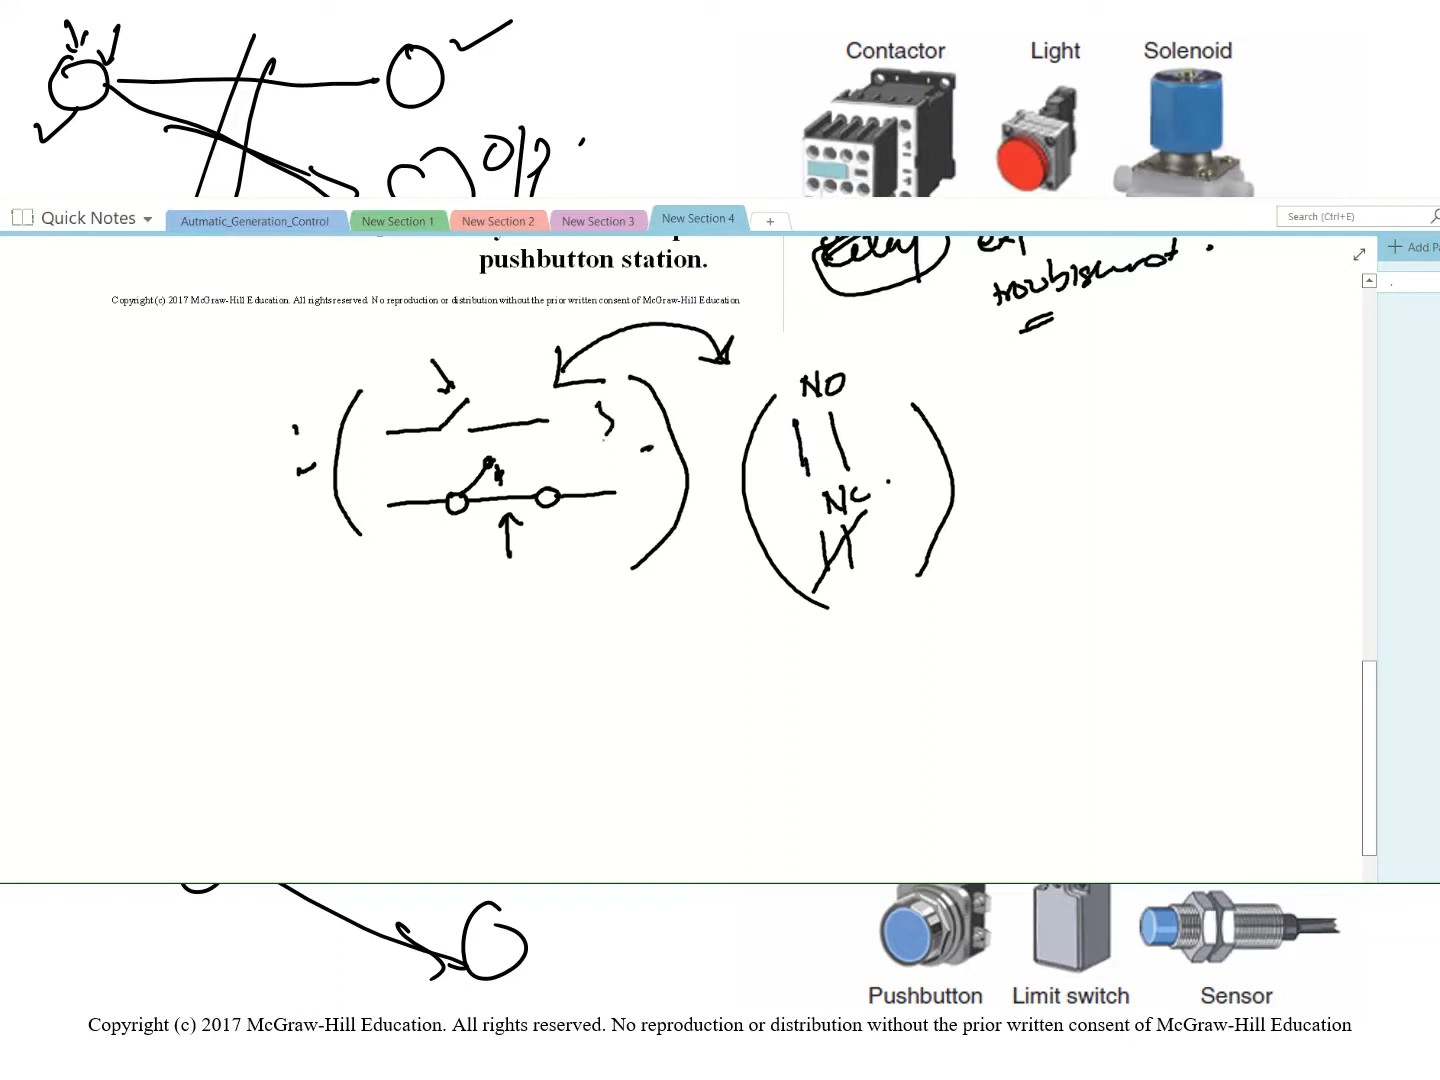 Contactor Light Solenoid
O/P
Quick Notes
Autmatic_Generation_Control New Section 1 New Section 2 New Section 3 New Section 4 +
Search (Ctrl+E)
Add Pa
pushbutton station.
Relay
troubleshoot.
Copyright (c) 2017 McGraw-Hill Education. All rights reserved. No reproduction or distribution without the prior written consent of McGraw-Hill Education
NO
NC
Pushbutton Limit switch Sensor
Copyright (c) 2017 McGraw-Hill Education. All rights reserved. No reproduction or distribution without the prior written consent of McGraw-Hill Education